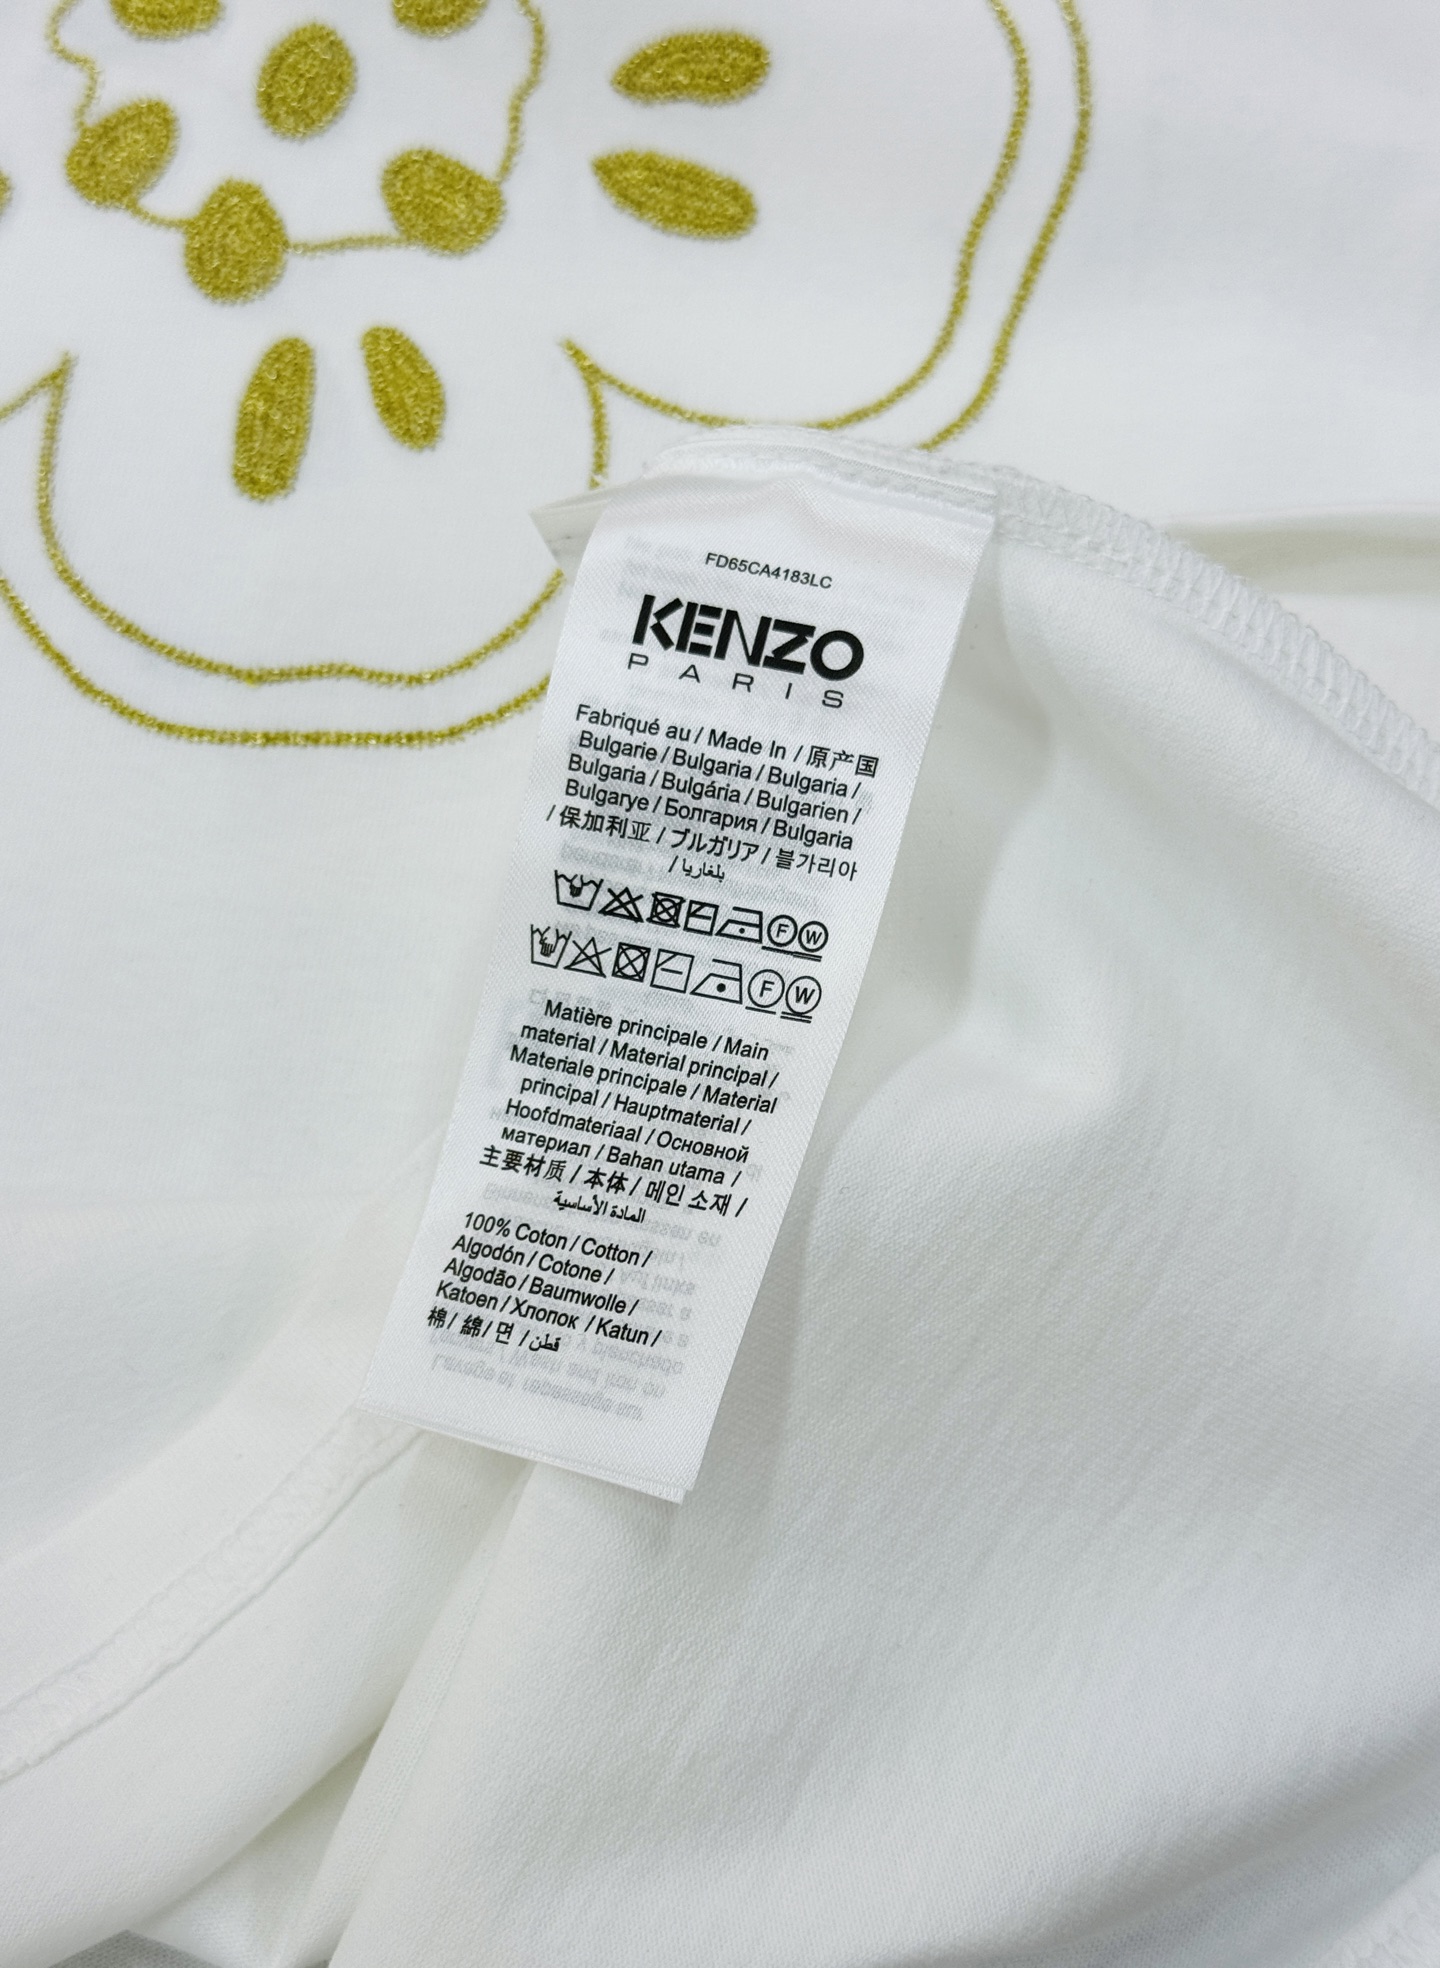 FD65CA4183LC
KENZO
PARIS
Fabriqué au / Made In / 原产国
Bulgarie / Bulgaria / Bulgaria /
Bulgaria / Bulgária / Bulgarien /
Bulgarye / Болгария / Bulgaria
/ 保加利亚 / ブルガリア / 불가리아
/ بلغاريا
F W
F W
Matière principale / Main
material / Material principal /
Materiale principale / Material
principal / Hauptmaterial /
Hoofdmateriaal / Основной
материал / Bahan utama /
主要材质 / 本体 / 메인 소재 /
المادة الأساسية
100% Coton / Cotton /
Algodón / Cotone /
Algodão / Baumwolle /
Katoen / Хлопок / Katun /
棉 / 綿 / 면 / قطن